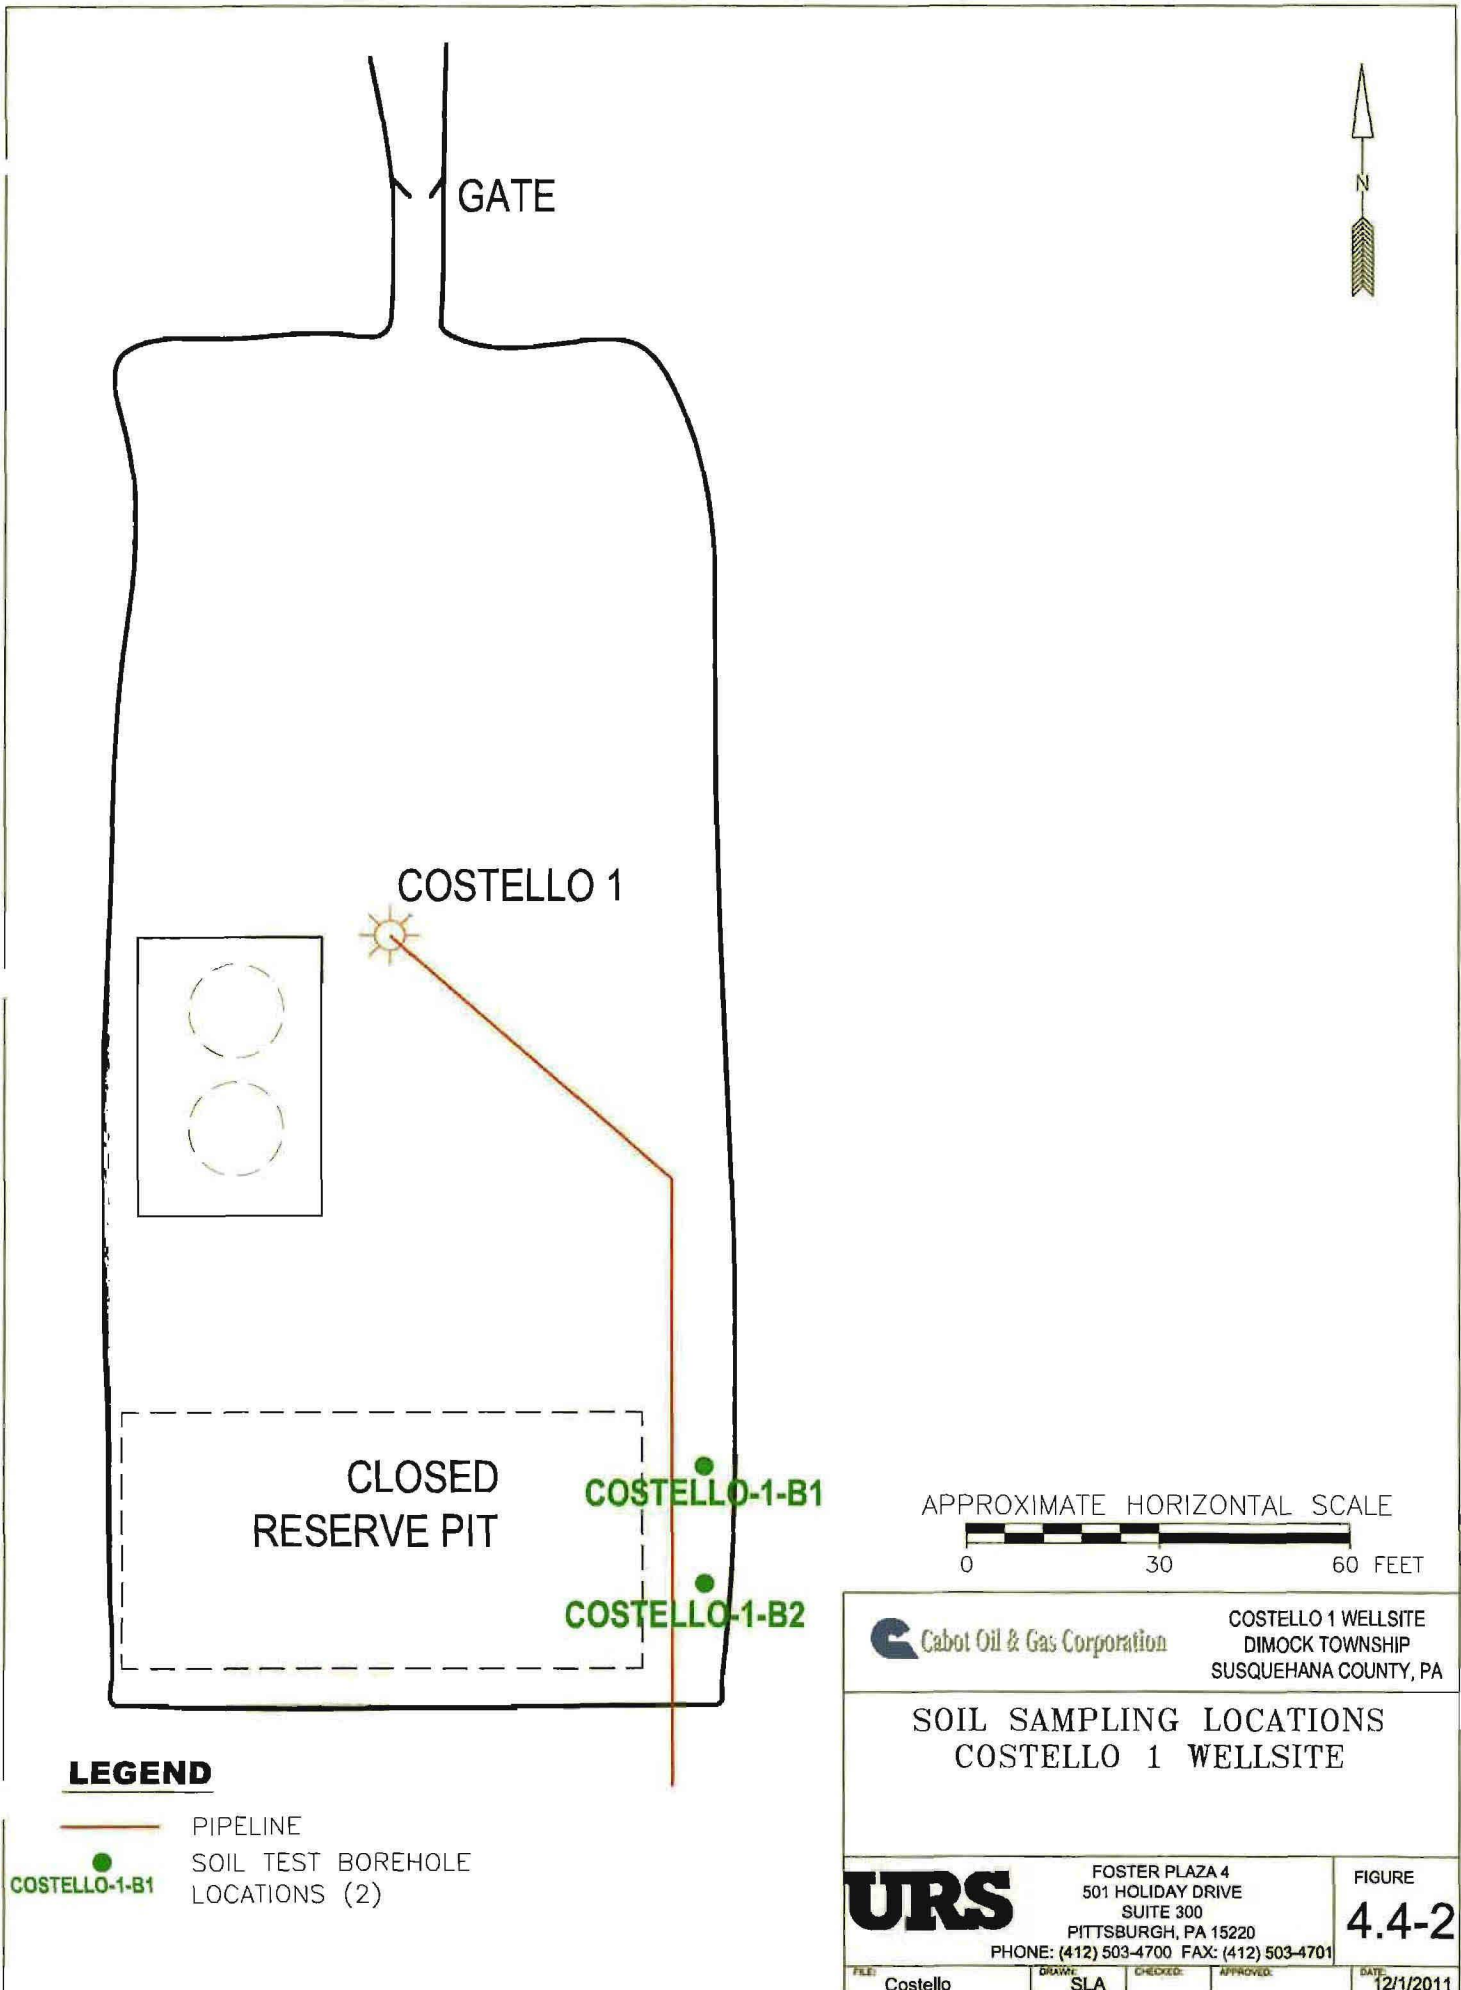 GATE
N
COSTELLO 1
CLOSED
RESERVE PIT
COSTELLO-1-B1
COSTELLO-1-B2
APPROXIMATE HORIZONTAL SCALE
0 30 60 FEET
Cabot Oil & Gas Corporation
COSTELLO 1 WELLSITE
DIMOCK TOWNSHIP
SUSQUEHANA COUNTY, PA
SOIL SAMPLING LOCATIONS
COSTELLO 1 WELLSITE
LEGEND
PIPELINE
COSTELLO-1-B1
SOIL TEST BOREHOLE
LOCATIONS (2)
URS
FOSTER PLAZA 4
501 HOLIDAY DRIVE
SUITE 300
PITTSBURGH, PA 15220
PHONE: (412) 503-4700 FAX: (412) 503-4701
FIGURE
4.4-2
FILE: Costello
DRAWN: SLA
CHECKED:
APPROVED:
DATE: 12/1/2011